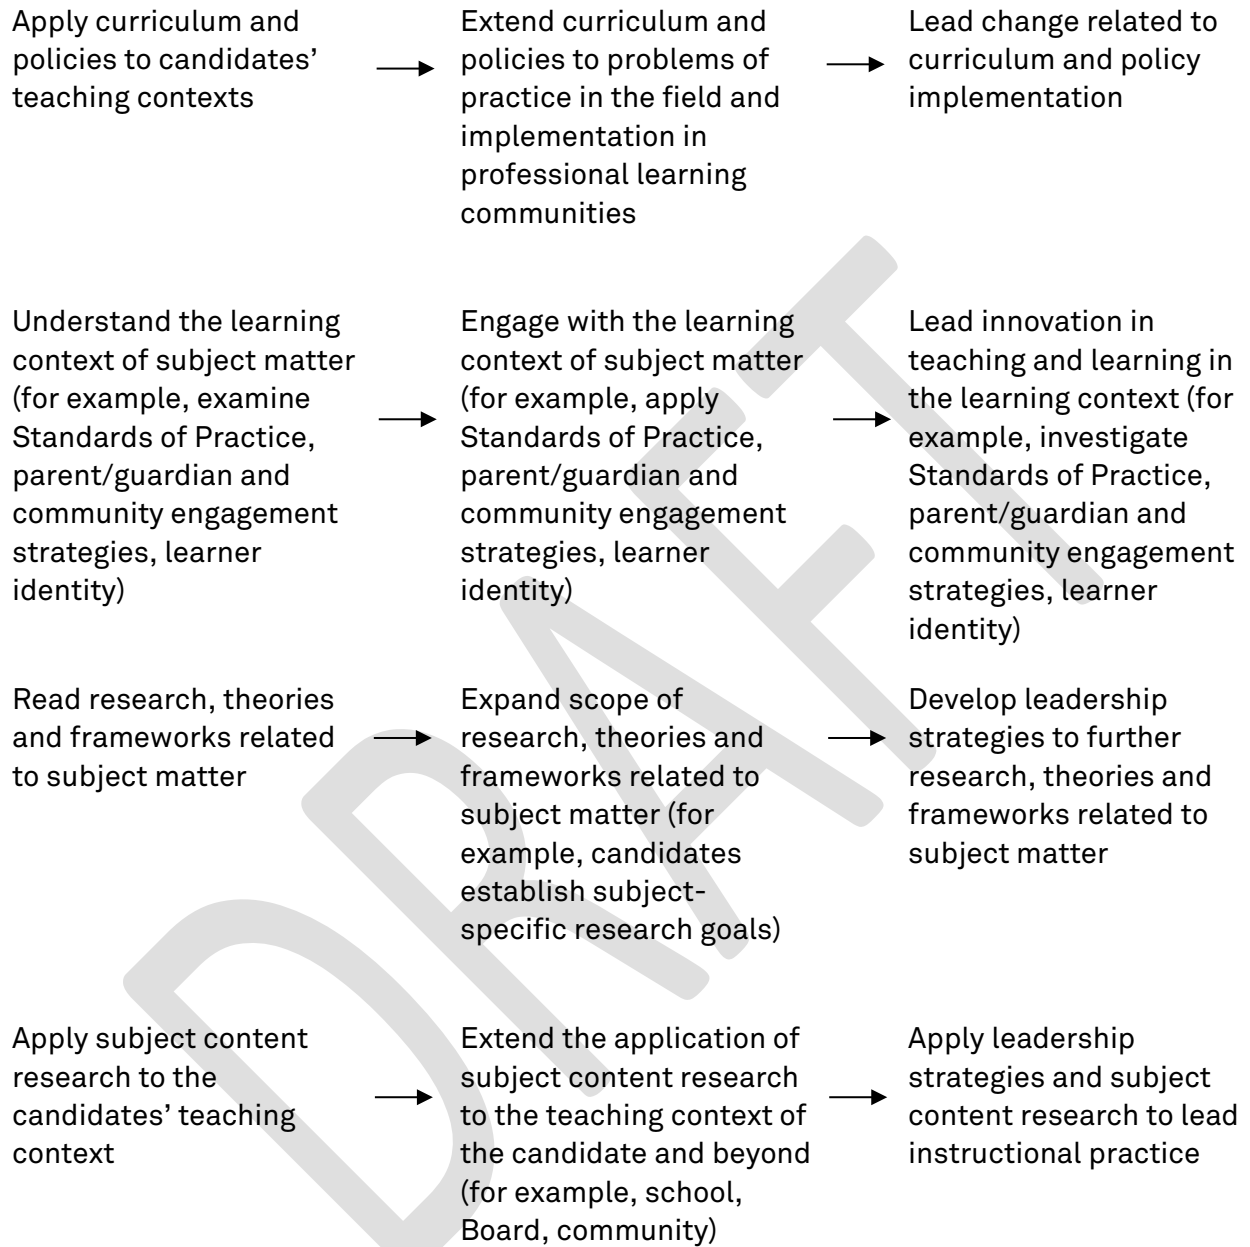 Apply curriculum and
policies to candidates’
teaching contexts
Extend curriculum and
policies to problems of
practice in the field and
implementation in
professional learning
communities
Lead change related to
curriculum and policy
implementation
Understand the learning
context of subject matter
(for example, examine
Standards of Practice,
parent/guardian and
community engagement
strategies, learner
identity)
Engage with the learning
context of subject matter
(for example, apply
Standards of Practice,
parent/guardian and
community engagement
strategies, learner
identity)
Lead innovation in
teaching and learning in
the learning context (for
example, investigate
Standards of Practice,
parent/guardian and
community engagement
strategies, learner
identity)
Read research, theories
and frameworks related
to subject matter
Expand scope of
research, theories and
frameworks related to
subject matter (for
example, candidates
establish subject-
specific research goals)
Develop leadership
strategies to further
research, theories and
frameworks related to
subject matter
Apply subject content
research to the
candidates’ teaching
context
Extend the application of
subject content research
to the teaching context of
the candidate and beyond
(for example, school,
Board, community)
Apply leadership
strategies and subject
content research to lead
instructional practice
DRAFT